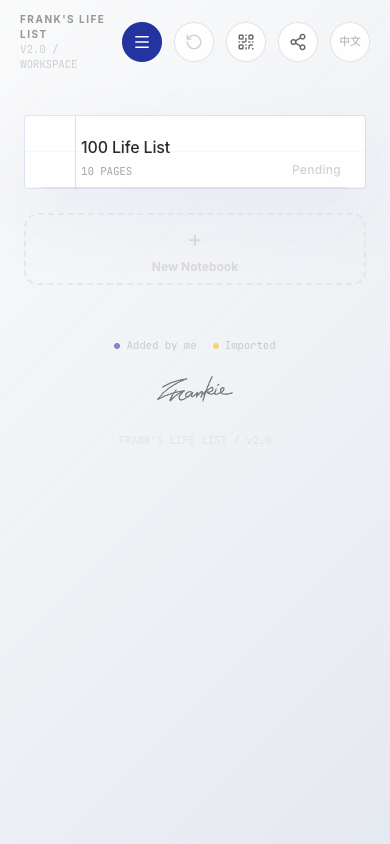 FRANK'S LIFE
LIST
V2.0 /
WORKSPACE
中文
100 Life List
10 PAGES
Pending
+
New Notebook
Added by me
Imported
Frankie
FRANK'S LIFE LIST / v2.0